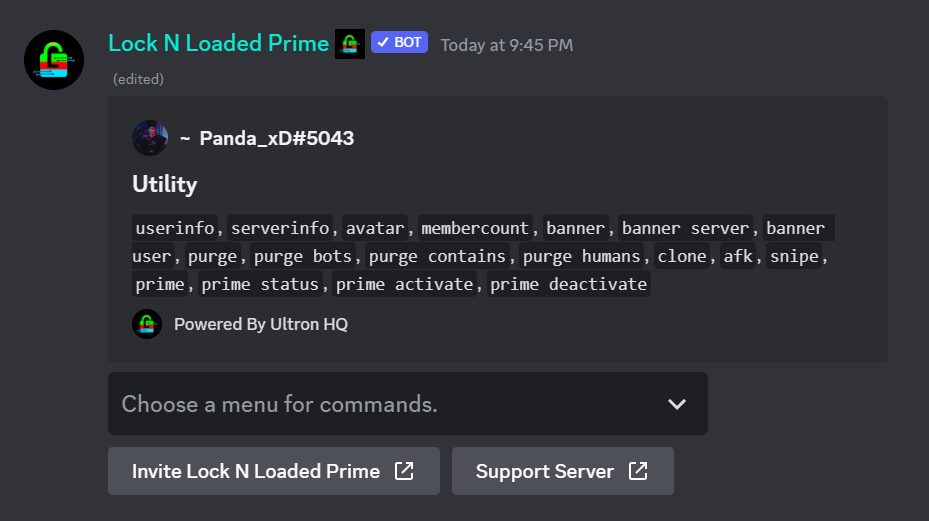 Lock N Loaded Prime ✓ BOT Today at 9:45 PM
(edited)
~ Panda_xD#5043
Utility
userinfo, serverinfo, avatar, membercount, banner, banner server, banner
user, purge, purge bots, purge contains, purge humans, clone, afk, snipe,
prime, prime status, prime activate, prime deactivate
Powered By Ultron HQ
Choose a menu for commands.
Invite Lock N Loaded Prime
Support Server